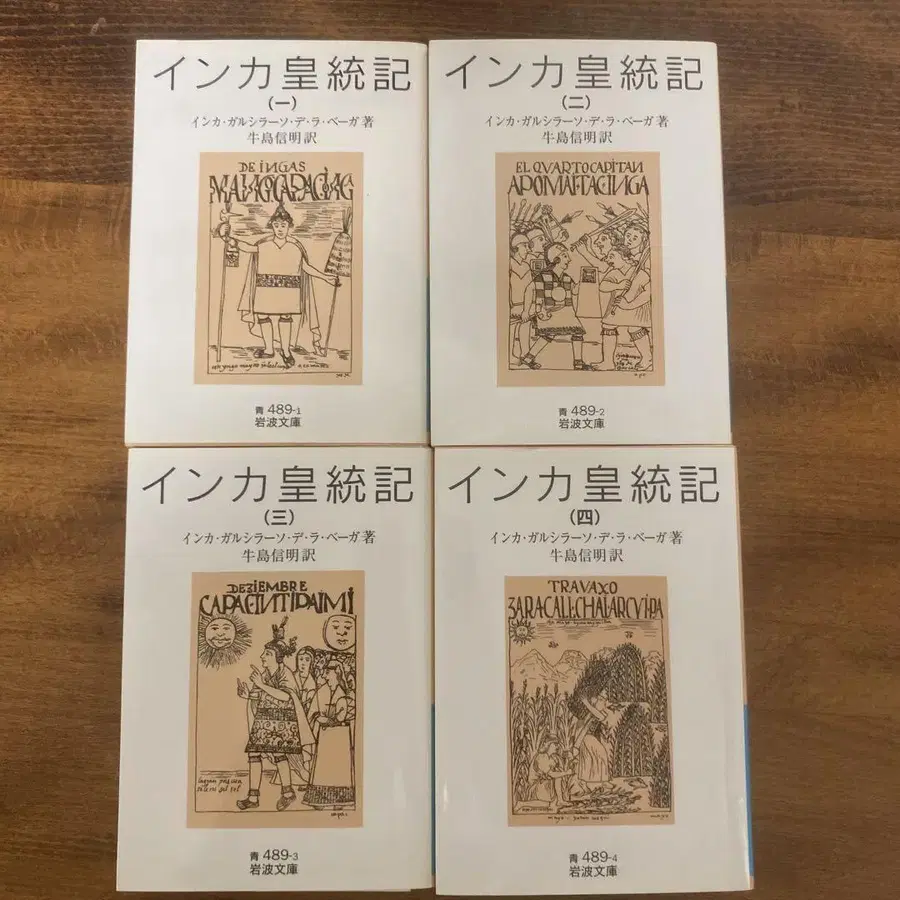 インカ皇統記
(一)
インカ・ガルシラーソ・デ・ラ・ベーガ著
牛島信明訳
DE INGAS
青 489-1
岩波文庫
インカ皇統記
(二)
インカ・ガルシラーソ・デ・ラ・ベーガ著
牛島信明訳
EL QVARTO CAPITAN
APOMAITACINGA
青 489-2
岩波文庫
インカ皇統記
(三)
インカ・ガルシラーソ・デ・ラ・ベーガ著
牛島信明訳
DEZIEMBRE
CAPACINTIRAIMI
青 489-3
岩波文庫
インカ皇統記
(四)
インカ・ガルシラーソ・デ・ラ・ベーガ著
牛島信明訳
TRAVAXO
青 489-4
岩波文庫